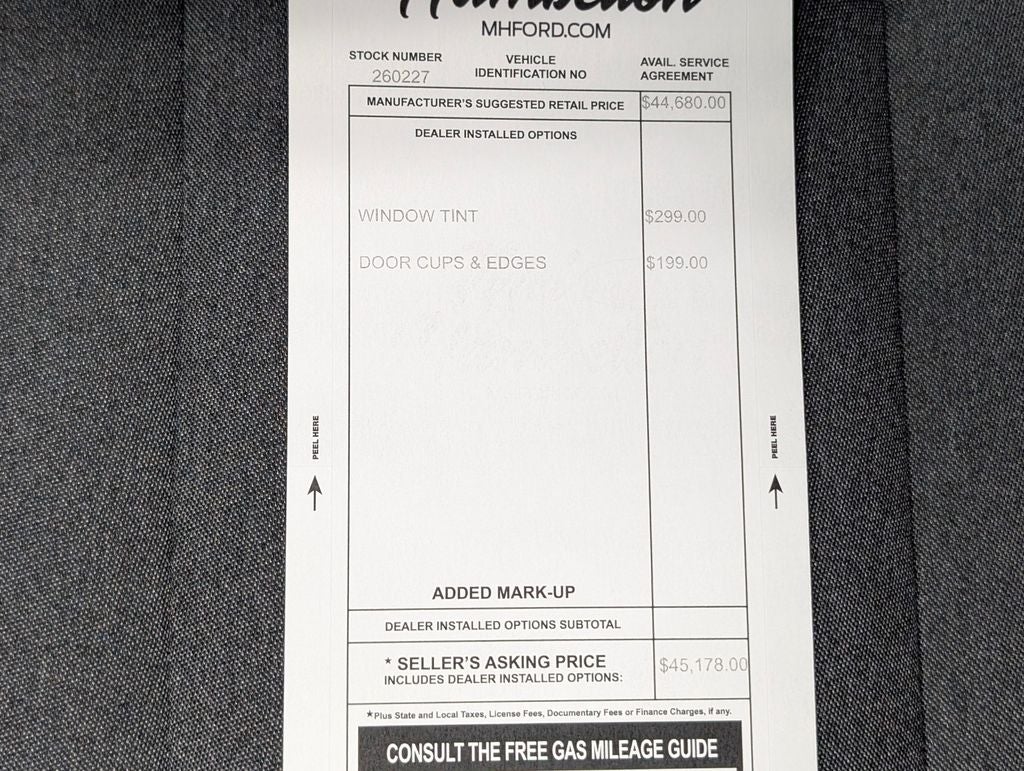 MHFORD.COM
STOCK NUMBER
260227
VEHICLE
IDENTIFICATION NO
AVAIL. SERVICE
AGREEMENT
MANUFACTURER'S SUGGESTED RETAIL PRICE $44,680.00
DEALER INSTALLED OPTIONS
WINDOW TINT $299.00
DOOR CUPS & EDGES $199.00
PEEL HERE
PEEL HERE
ADDED MARK-UP
DEALER INSTALLED OPTIONS SUBTOTAL
* SELLER'S ASKING PRICE $45,178.00
INCLUDES DEALER INSTALLED OPTIONS:
*Plus State and Local Taxes, License Fees, Documentary Fees or Finance Charges, if any.
CONSULT THE FREE GAS MILEAGE GUIDE